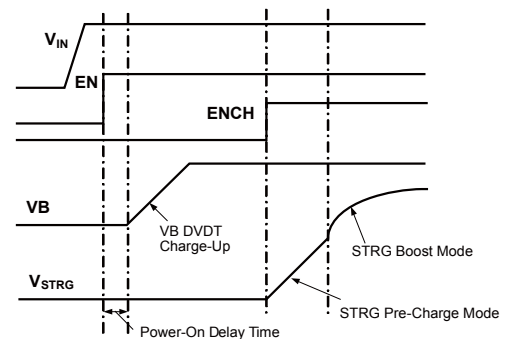 VIN
EN
ENCH
VB
VB DVDT
Charge-Up
STRG Boost Mode
VSTRG
STRG Pre-Charge Mode
Power-On Delay Time